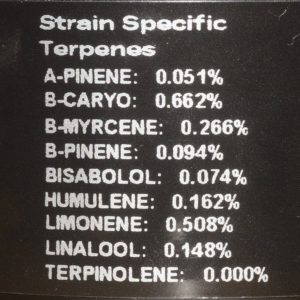 Strain Specific
Terpenes
A-PINENE: 0.051%
B-CARYO: 0.662%
B-MYRCENE: 0.266%
B-PINENE: 0.094%
BISABOLOL: 0.074%
HUMULENE: 0.162%
LIMONENE: 0.508%
LINALOOL: 0.148%
TERPINOLENE: 0.000%